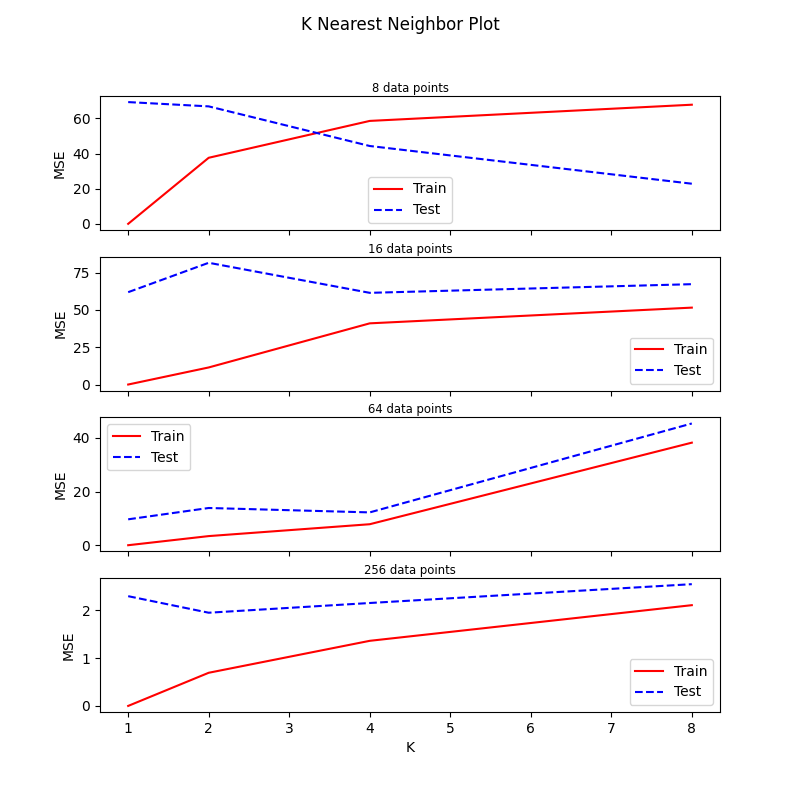 K Nearest Neighbor Plot
8 data points
60
40
20
0
MSE
Train
Test
16 data points
75
50
25
0
MSE
Train
Test
64 data points
40
20
0
MSE
Train
Test
256 data points
2
1
0
MSE
Train
Test
1 2 3 4 5 6 7 8
K